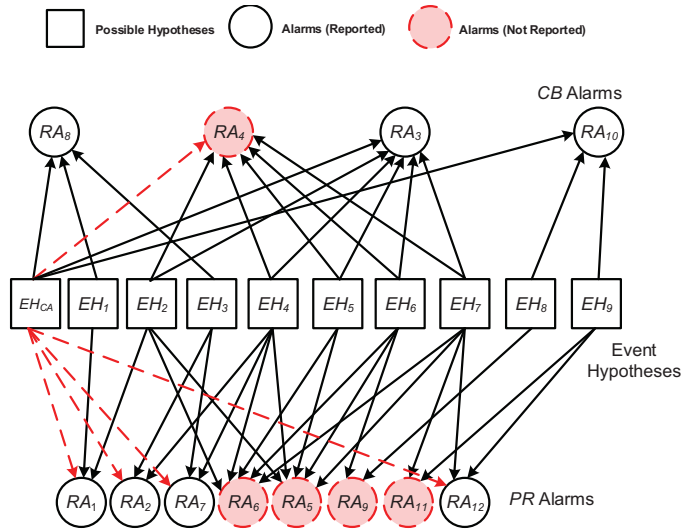 Possible Hypotheses Alarms (Reported) Alarms (Not Reported)
CB Alarms
RA8 RA4 RA3 RA10
EHCA EH1 EH2 EH3 EH4 EH5 EH6 EH7 EH8 EH9
Event
Hypotheses
RA1 RA2 RA7 RA6 RA5 RA9 RA11 RA12 PR Alarms